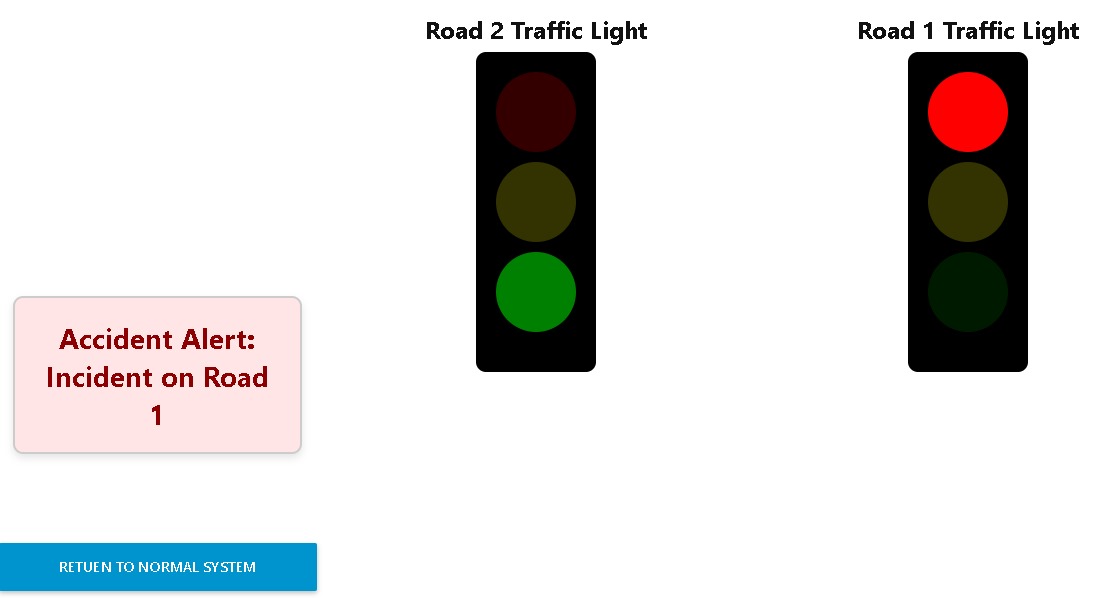 Road 2 Traffic Light
Road 1 Traffic Light
Accident Alert:
Incident on Road
1
RETUEN TO NORMAL SYSTEM